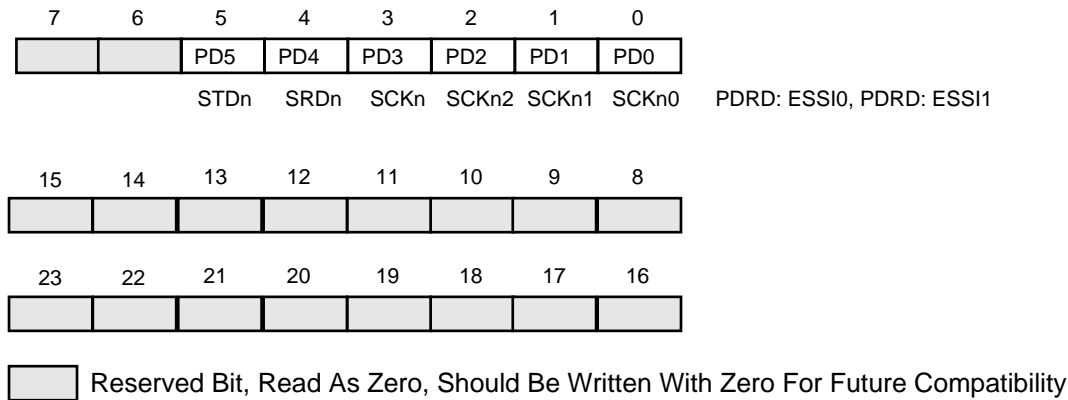 7 6 5 4 3 2 1 0
PD5 PD4 PD3 PD2 PD1 PD0
STDn SRDn SCKn SCKn2 SCKn1 SCKn0 PDRD: ESSI0, PDRD: ESSI1
15 14 13 12 11 10 9 8
23 22 21 20 19 18 17 16
Reserved Bit, Read As Zero, Should Be Written With Zero For Future Compatibility